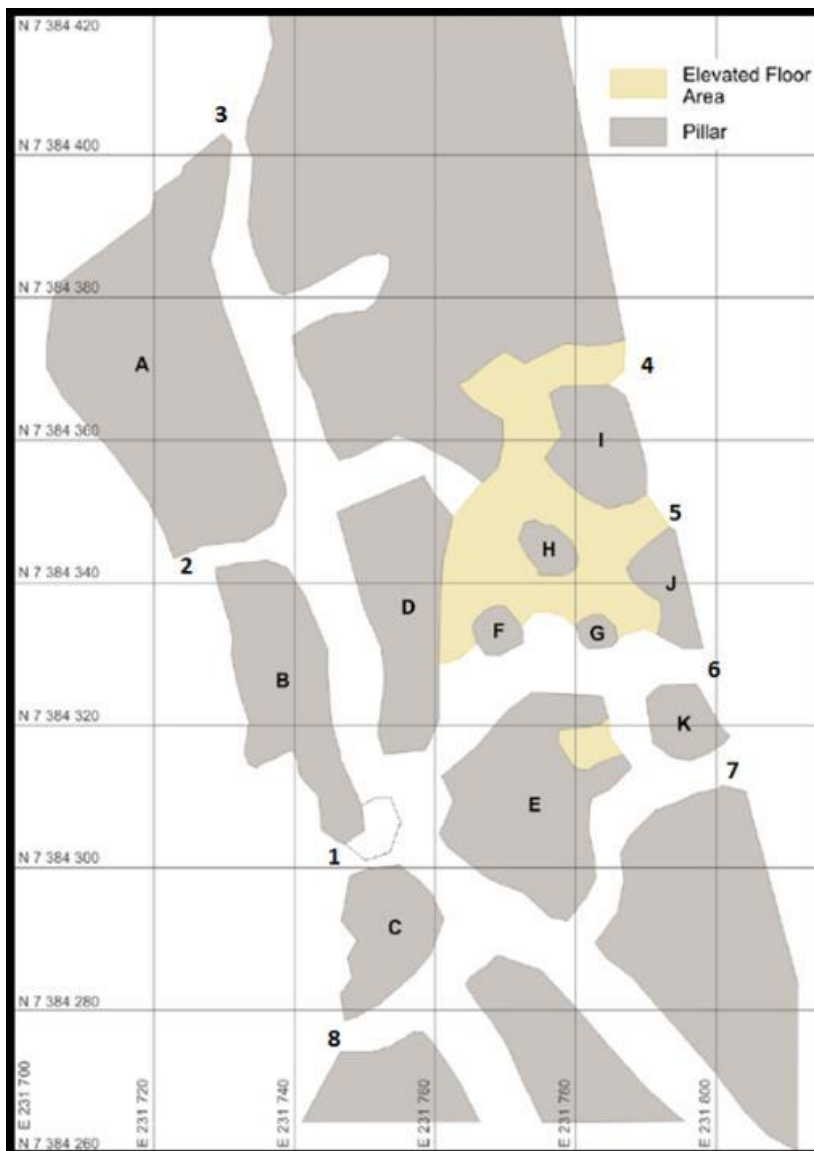 N 7 384 420
Elevated Floor
Area
Pillar
3
N 7 384 400
N 7 384 380
A
4
N 7 384 360
I
5
H
2
N 7 384 340
J
D
F
G
6
B
N 7 384 320
K
7
E
1
N 7 384 300
C
N 7 384 280
8
E 231 700
E 231 720
E 231 740
E 231 760
E 231 780
E 231 800
N 7 384 260